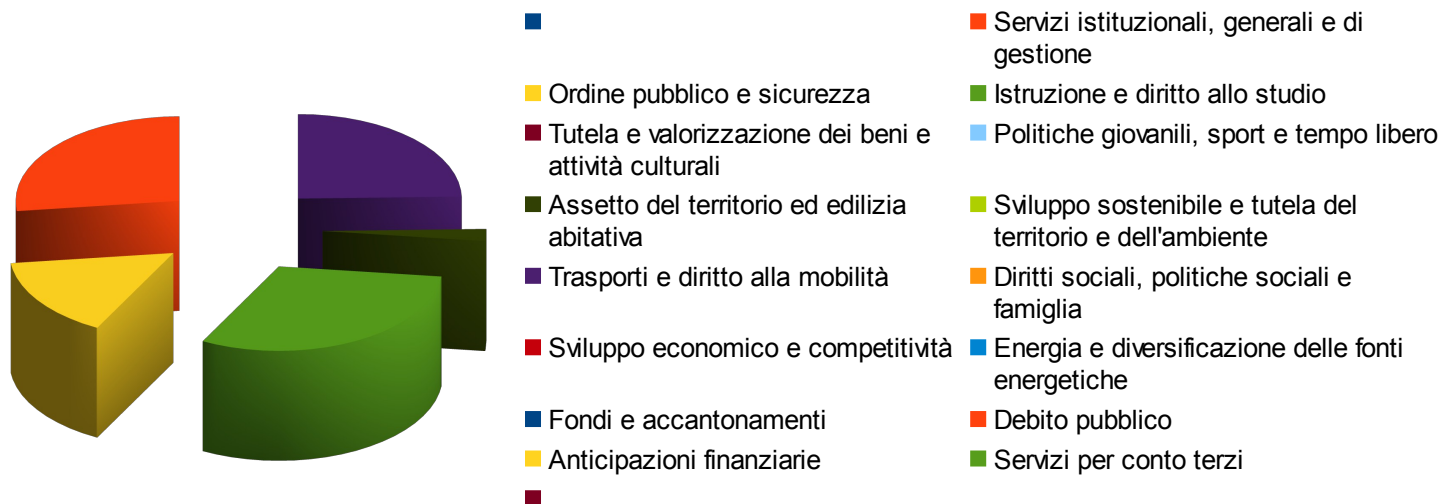 Servizi istituzionali, generali e di
gestione
Ordine pubblico e sicurezza
Istruzione e diritto allo studio
Tutela e valorizzazione dei beni e
attività culturali
Politiche giovanili, sport e tempo libero
Assetto del territorio ed edilizia
abitativa
Sviluppo sostenibile e tutela del
territorio e dell'ambiente
Trasporti e diritto alla mobilità
Diritti sociali, politiche sociali e
famiglia
Sviluppo economico e competitività
Energia e diversificazione delle fonti
energetiche
Fondi e accantonamenti
Debito pubblico
Anticipazioni finanziarie
Servizi per conto terzi